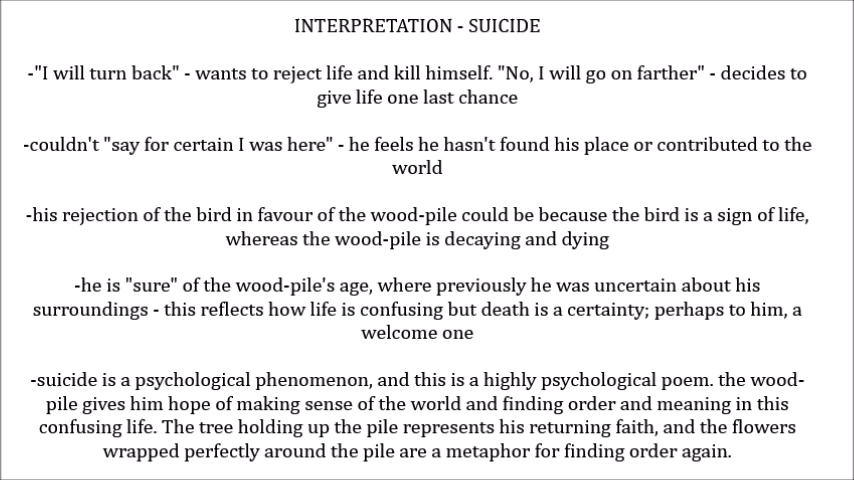 INTERPRETATION - SUICIDE
-"I will turn back" - wants to reject life and kill himself. "No, I will go on farther" - decides to
give life one last chance
-couldn't "say for certain I was here" - he feels he hasn't found his place or contributed to the
world
-his rejection of the bird in favour of the wood-pile could be because the bird is a sign of life,
whereas the wood-pile is decaying and dying
-he is "sure" of the wood-pile's age, where previously he was uncertain about his
surroundings - this reflects how life is confusing but death is a certainty; perhaps to him, a
welcome one
-suicide is a psychological phenomenon, and this is a highly psychological poem. the wood-
pile gives him hope of making sense of the world and finding order and meaning in this
confusing life. The tree holding up the pile represents his returning faith, and the flowers
wrapped perfectly around the pile are a metaphor for finding order again.